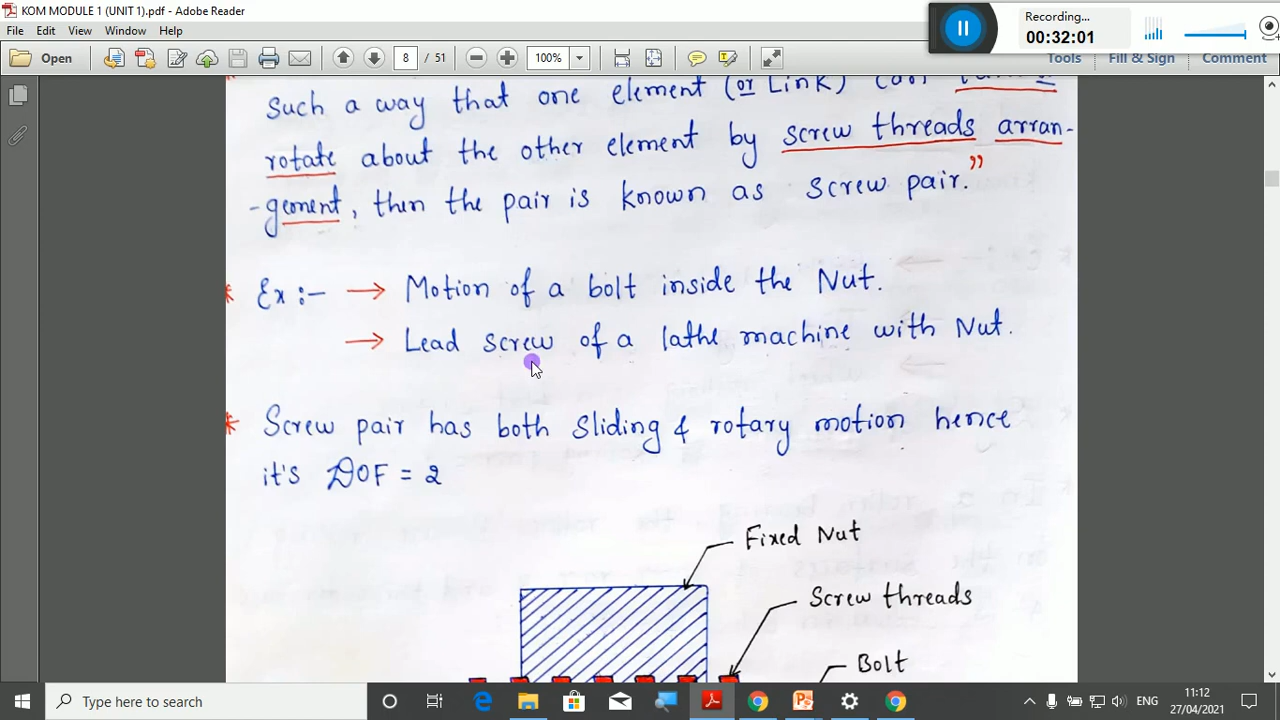 KOM MODULE 1 (UNIT 1).pdf - Adobe Reader
File Edit View Window Help
Recording...
00:32:01
Open 8 / 51 100% Tools Fill & Sign Comment
Such a way that one element (or Link)
rotate about the other element by screw threads arran-
-gement, then the pair is known as screw pair.”
* Ex :- → Motion of a bolt inside the Nut.
→ Lead screw of a lathe machine with Nut.
* Screw pair has both Sliding & rotary motion hence
it's DOF = 2
Fixed Nut
Screw threads
Bolt
Type here to search
ENG
11:12
27/04/2021